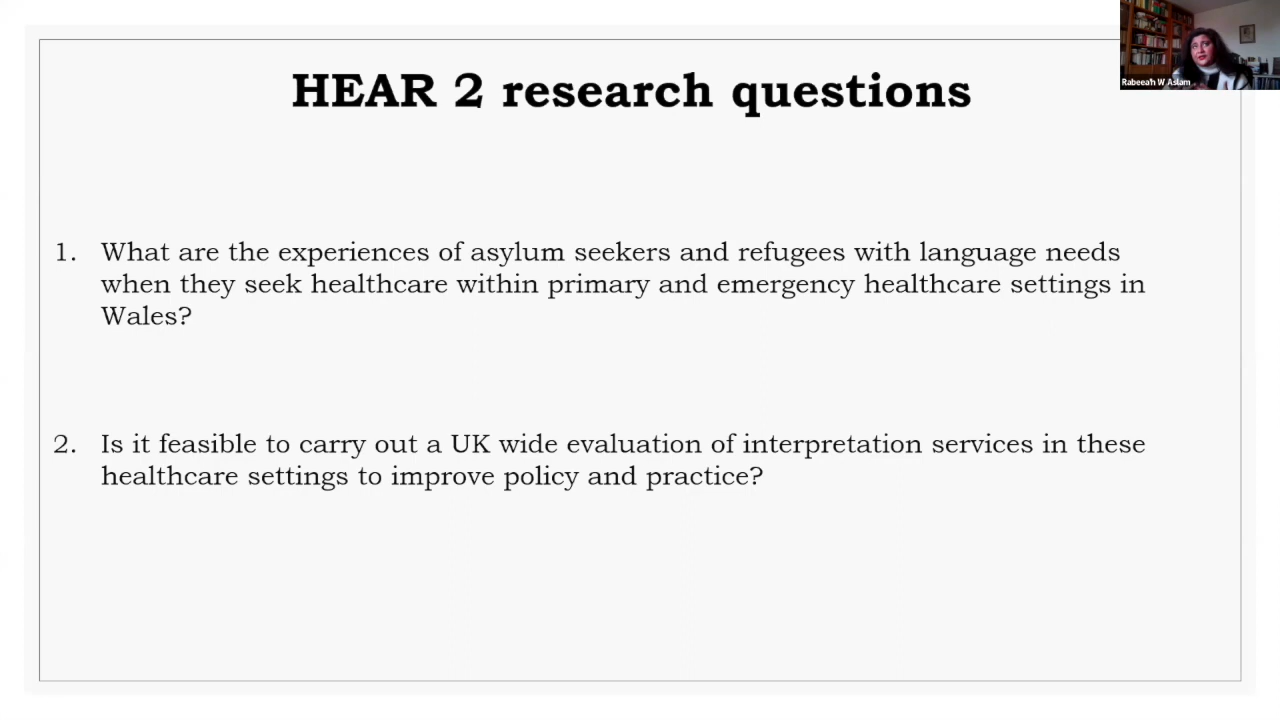 HEAR 2 research questions
Rabeeah W Aslam
1. What are the experiences of asylum seekers and refugees with language needs
when they seek healthcare within primary and emergency healthcare settings in
Wales?
2. Is it feasible to carry out a UK wide evaluation of interpretation services in these
healthcare settings to improve policy and practice?